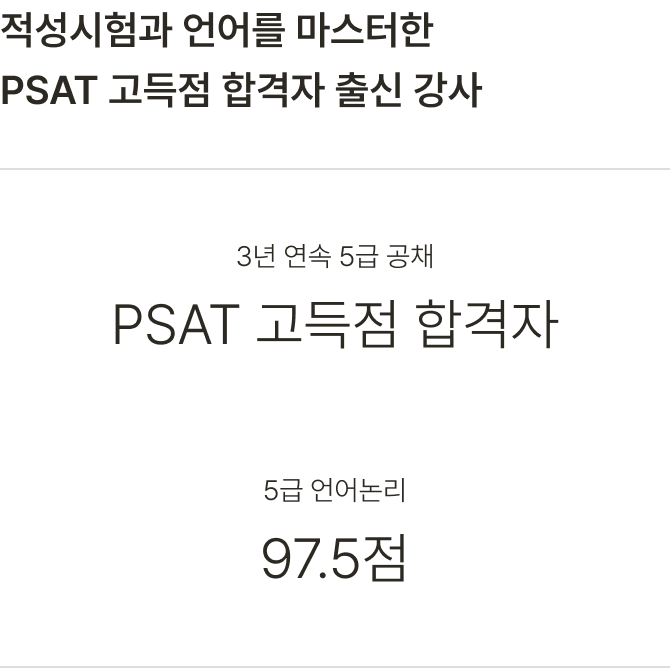 적성시험과 언어를 마스터한
PSAT 고득점 합격자 출신 강사
3년 연속 5급 공채
PSAT 고득점 합격자
5급 언어논리
97.5점